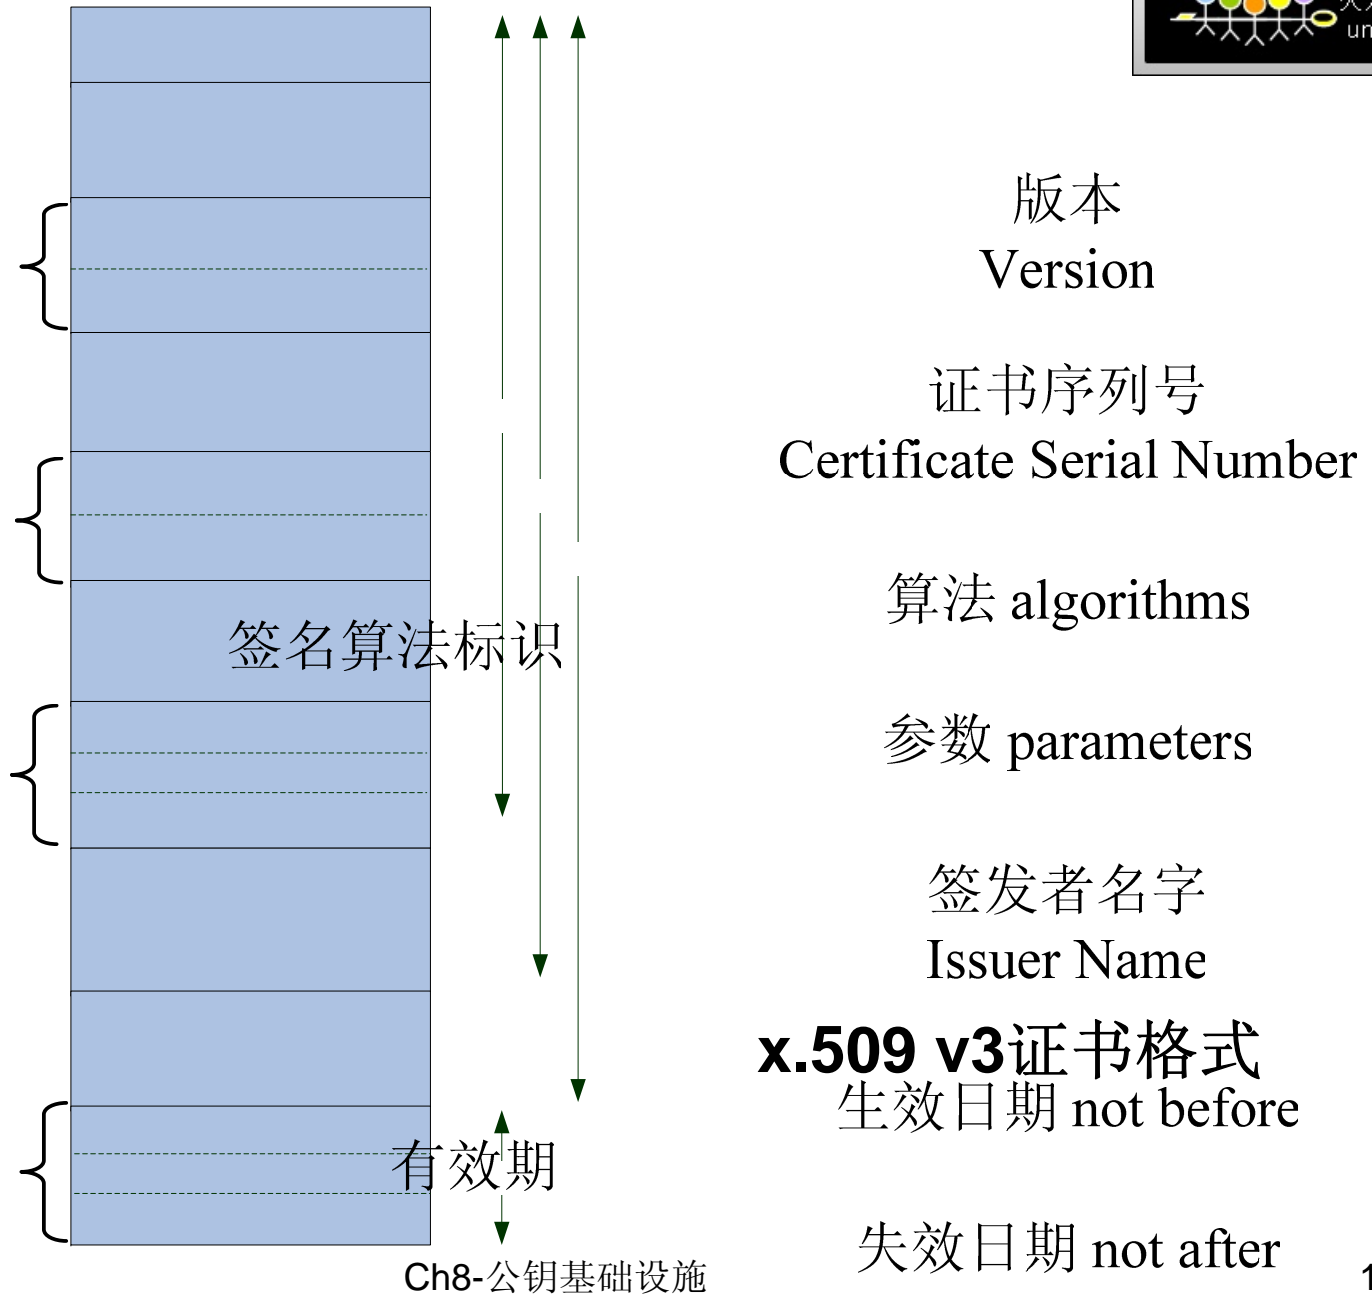 版本
Version
证书序列号
Certificate Serial Number
算法 algorithms
签名算法标识
参数 parameters
签发者名字
Issuer Name
x.509 v3证书格式
生效日期 not before
有效期
失效日期 not after
Ch8-公钥基础设施
1